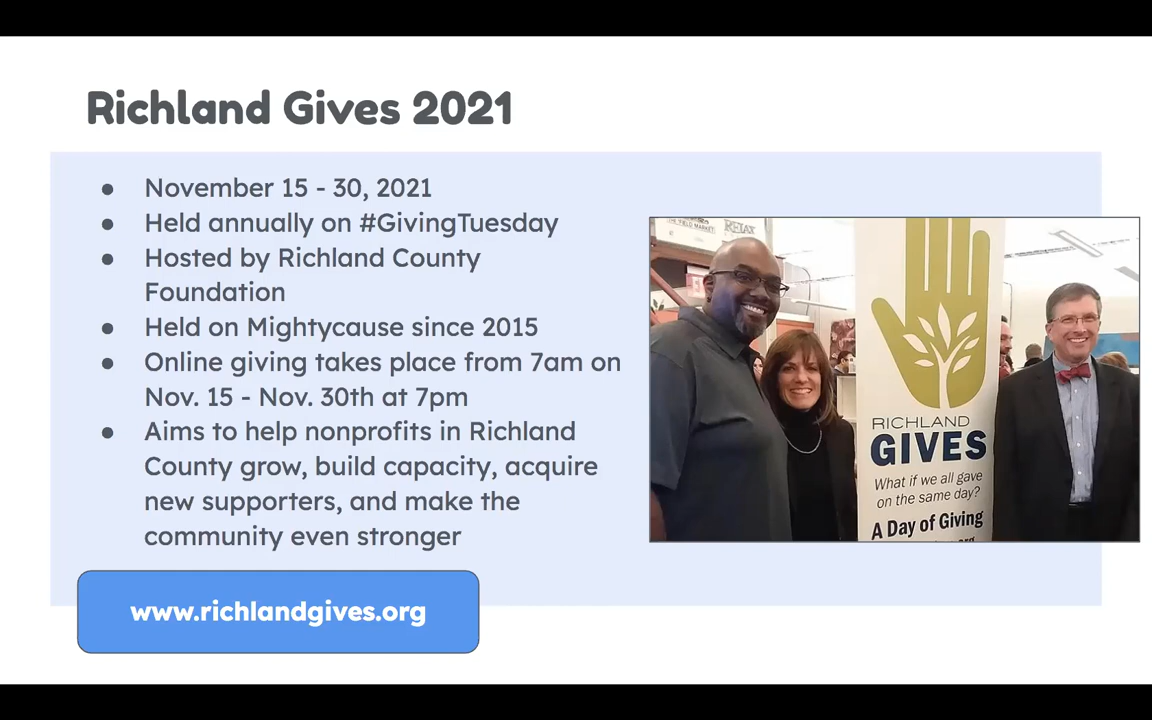 Richland Gives 2021
● November 15 - 30, 2021
● Held annually on #GivingTuesday
● Hosted by Richland County
Foundation
● Held on Mightycause since 2015
● Online giving takes place from 7am on
Nov. 15 - Nov. 30th at 7pm
● Aims to help nonprofits in Richland
County grow, build capacity, acquire
new supporters, and make the
community even stronger
www.richlandgives.org
RELAX
RICHLAND
GIVES
What if we all gave
on the same day?
A Day of Giving